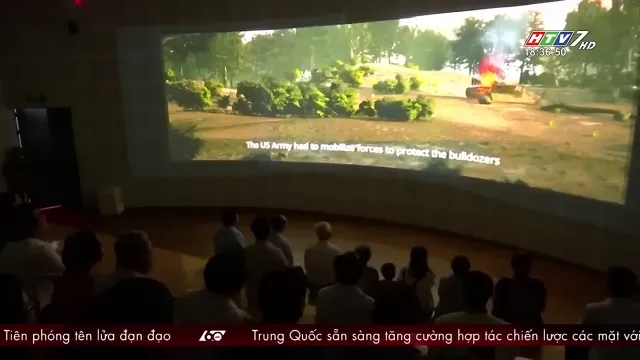 HTV7 HD
18:36:50
The US Army had to mobilize forces to protect the bulldozers
Tiên phóng tên lửa đạn đạo
60
Trung Quốc sẵn sàng tăng cường hợp tác chiến lược các mặt với